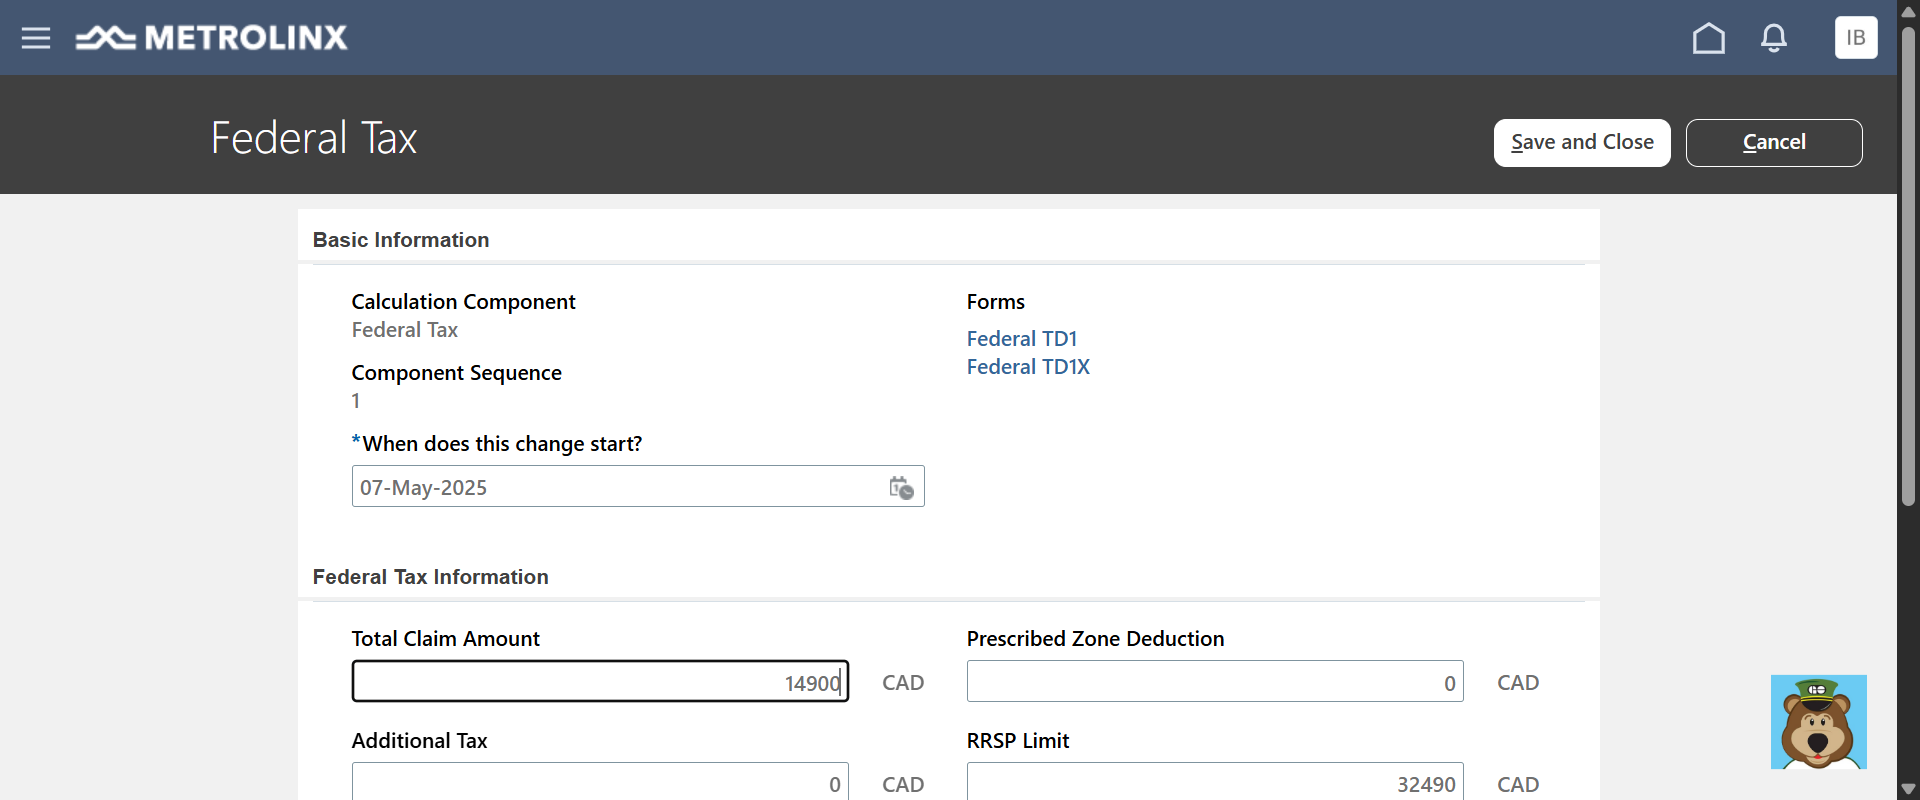 METROLINX
IB
Federal Tax
Save and Close
Cancel
Basic Information
Calculation Component
Federal Tax
Component Sequence
1
*When does this change start?
07-May-2025
Forms
Federal TD1
Federal TD1X
Federal Tax Information
Total Claim Amount
14900 CAD
Prescribed Zone Deduction
0 CAD
Additional Tax
0 CAD
RRSP Limit
32490 CAD
GO